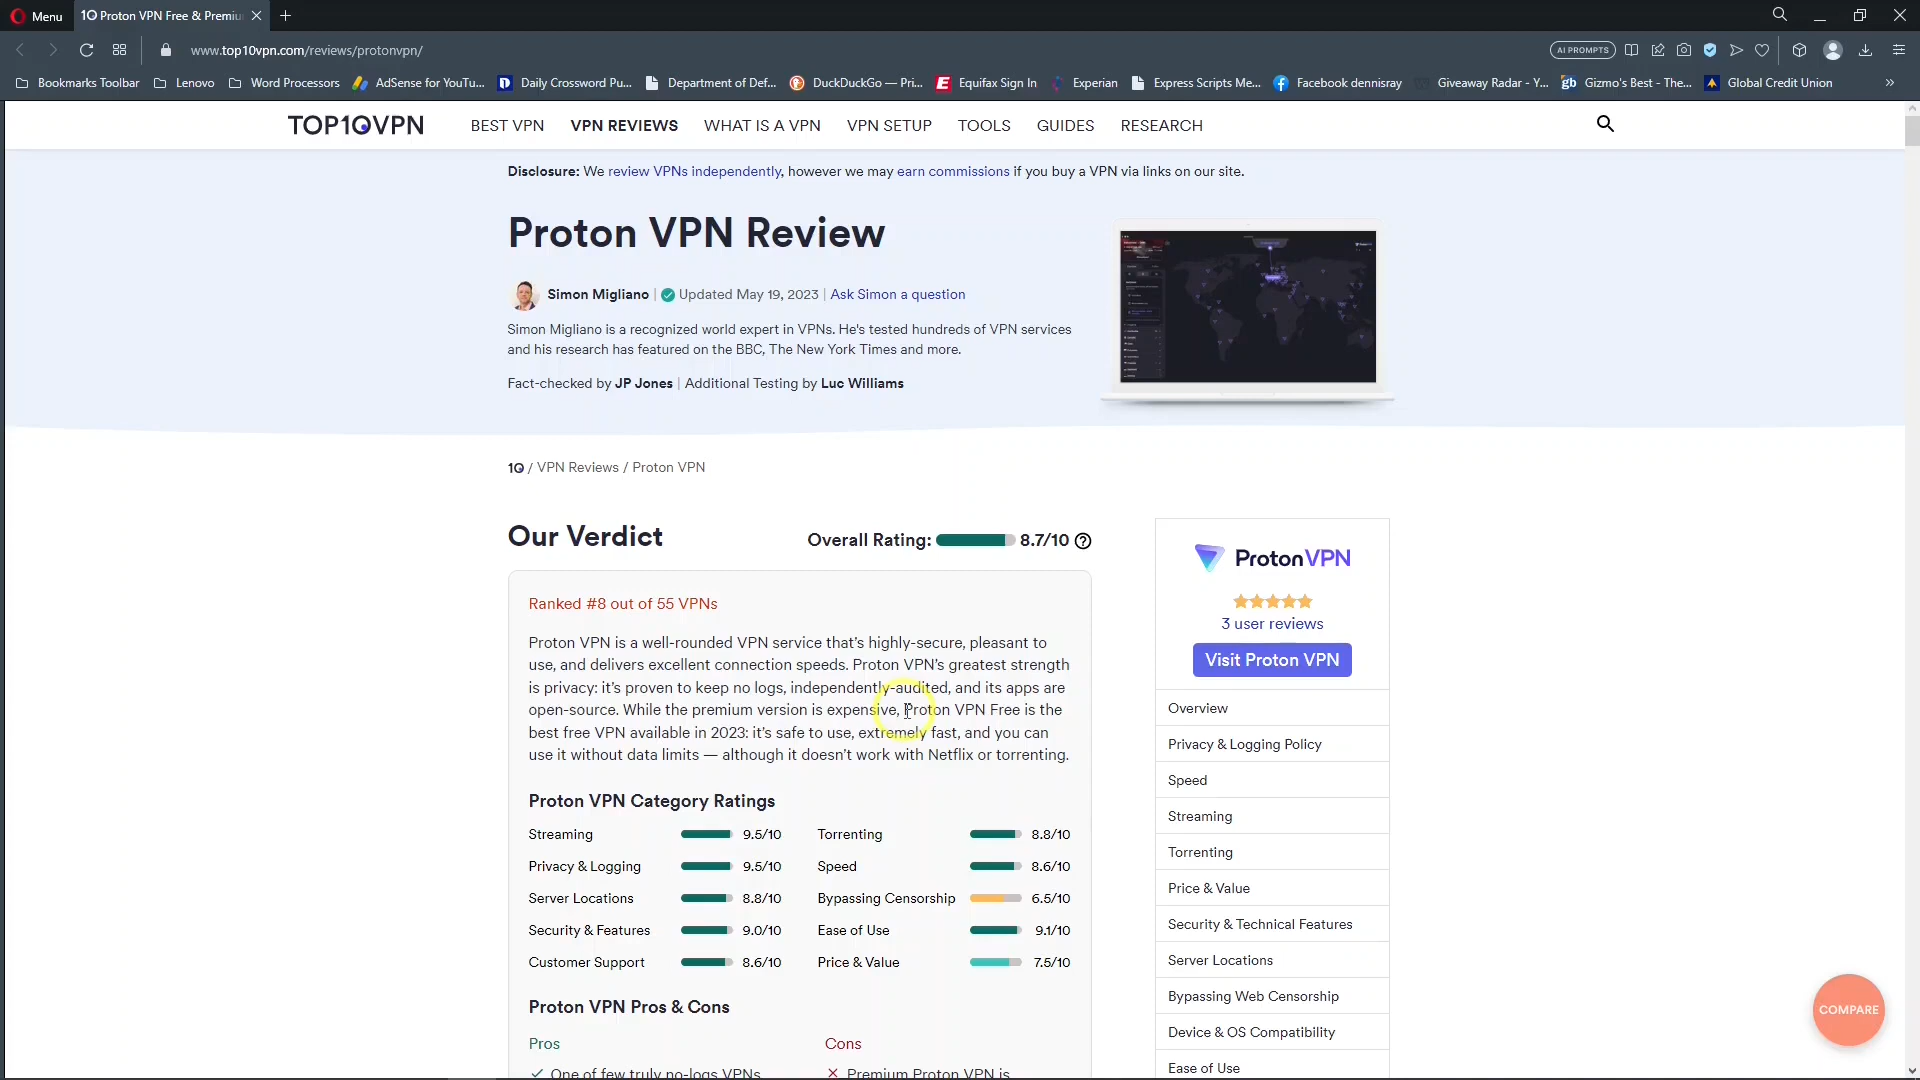 Menu
1O Proton VPN Free & Premiu
www.top10vpn.com/reviews/protonvpn/
AI PROMPTS
Bookmarks Toolbar
Lenovo
Word Processors
AdSense for YouTu...
Daily Crossword Pu...
Department of Def...
DuckDuckGo — Pri...
Equifax Sign In
Experian
Express Scripts Me...
Facebook dennisray
Giveaway Radar - Y...
gb Gizmo's Best - The...
Global Credit Union
TOP10VPN
BEST VPN
VPN REVIEWS
WHAT IS A VPN
VPN SETUP
TOOLS
GUIDES
RESEARCH
Disclosure: We review VPNs independently, however we may earn commissions if you buy a VPN via links on our site.
Proton VPN Review
Simon Migliano | Updated May 19, 2023 | Ask Simon a question
Simon Migliano is a recognized world expert in VPNs. He's tested hundreds of VPN services
and his research has featured on the BBC, The New York Times and more.
Fact-checked by JP Jones | Additional Testing by Luc Williams
10 / VPN Reviews / Proton VPN
Our Verdict
Overall Rating: 8.7/10
Ranked #8 out of 55 VPNs
Proton VPN is a well-rounded VPN service that's highly-secure, pleasant to
use, and delivers excellent connection speeds. Proton VPN's greatest strength
is privacy: it's proven to keep no logs, independently-audited, and its apps are
open-source. While the premium version is expensive, Proton VPN Free is the
best free VPN available in 2023: it's safe to use, extremely fast, and you can
use it without data limits — although it doesn't work with Netflix or torrenting.
Proton VPN Category Ratings
Streaming 9.5/10
Torrenting 8.8/10
Privacy & Logging 9.5/10
Speed 8.6/10
Server Locations 8.8/10
Bypassing Censorship 6.5/10
Security & Features 9.0/10
Ease of Use 9.1/10
Customer Support 8.6/10
Price & Value 7.5/10
Proton VPN Pros & Cons
Pros
Cons
One of few truly no-logs VPNs
Premium Proton VPN is
ProtonVPN
3 user reviews
Visit Proton VPN
Overview
Privacy & Logging Policy
Speed
Streaming
Torrenting
Price & Value
Security & Technical Features
Server Locations
Bypassing Web Censorship
Device & OS Compatibility
Ease of Use
COMPARE